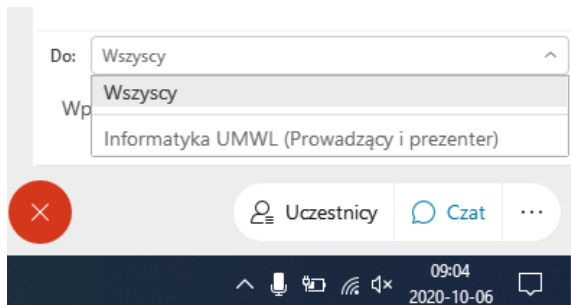 Do: Wszyscy
Wszyscy
Wp
Informatyka UMWL (Prowadzący i prezenter)
Uczestnicy Czat ...
09:04
2020-10-06